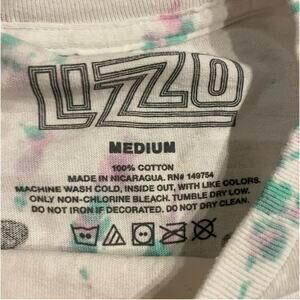 LIZZO
MEDIUM
100% COTTON
MADE IN NICARAGUA. RN# 149754
MACHINE WASH COLD, INSIDE OUT, WITH LIKE COLORS.
ONLY NON-CHLORINE BLEACH. TUMBLE DRY LOW.
DO NOT IRON IF DECORATED. DO NOT DRY CLEAN.